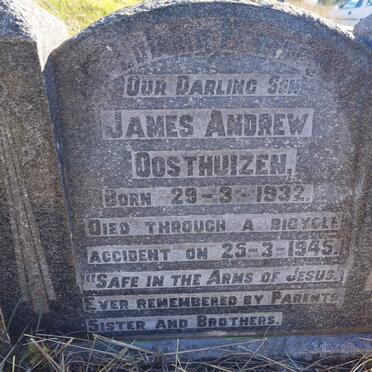 Our Darling Son
James Andrew
Oosthuizen,
Born 29-3-1932,
Died through a bicycle
accident on 25-3-1945.
"Safe in the Arms of Jesus."
Ever remembered by Parents,
Sister and Brothers.